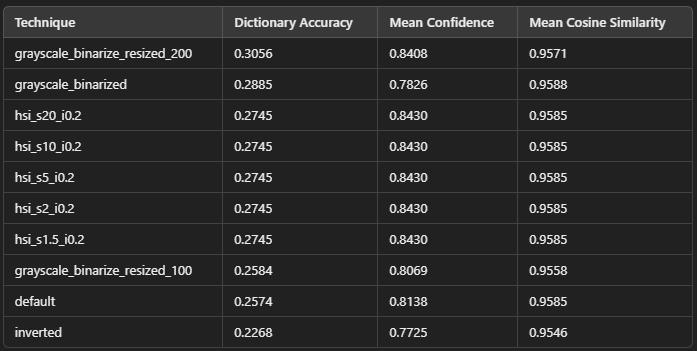 Technique Dictionary Accuracy Mean Confidence Mean Cosine Similarity
grayscale_binarize_resized_200 0.3056 0.8408 0.9571
grayscale_binarized 0.2885 0.7826 0.9588
hsi_s20_i0.2 0.2745 0.8430 0.9585
hsi_s10_i0.2 0.2745 0.8430 0.9585
hsi_s5_i0.2 0.2745 0.8430 0.9585
hsi_s2_i0.2 0.2745 0.8430 0.9585
hsi_s1.5_i0.2 0.2745 0.8430 0.9585
grayscale_binarize_resized_100 0.2584 0.8069 0.9558
default 0.2574 0.8138 0.9585
inverted 0.2268 0.7725 0.9546